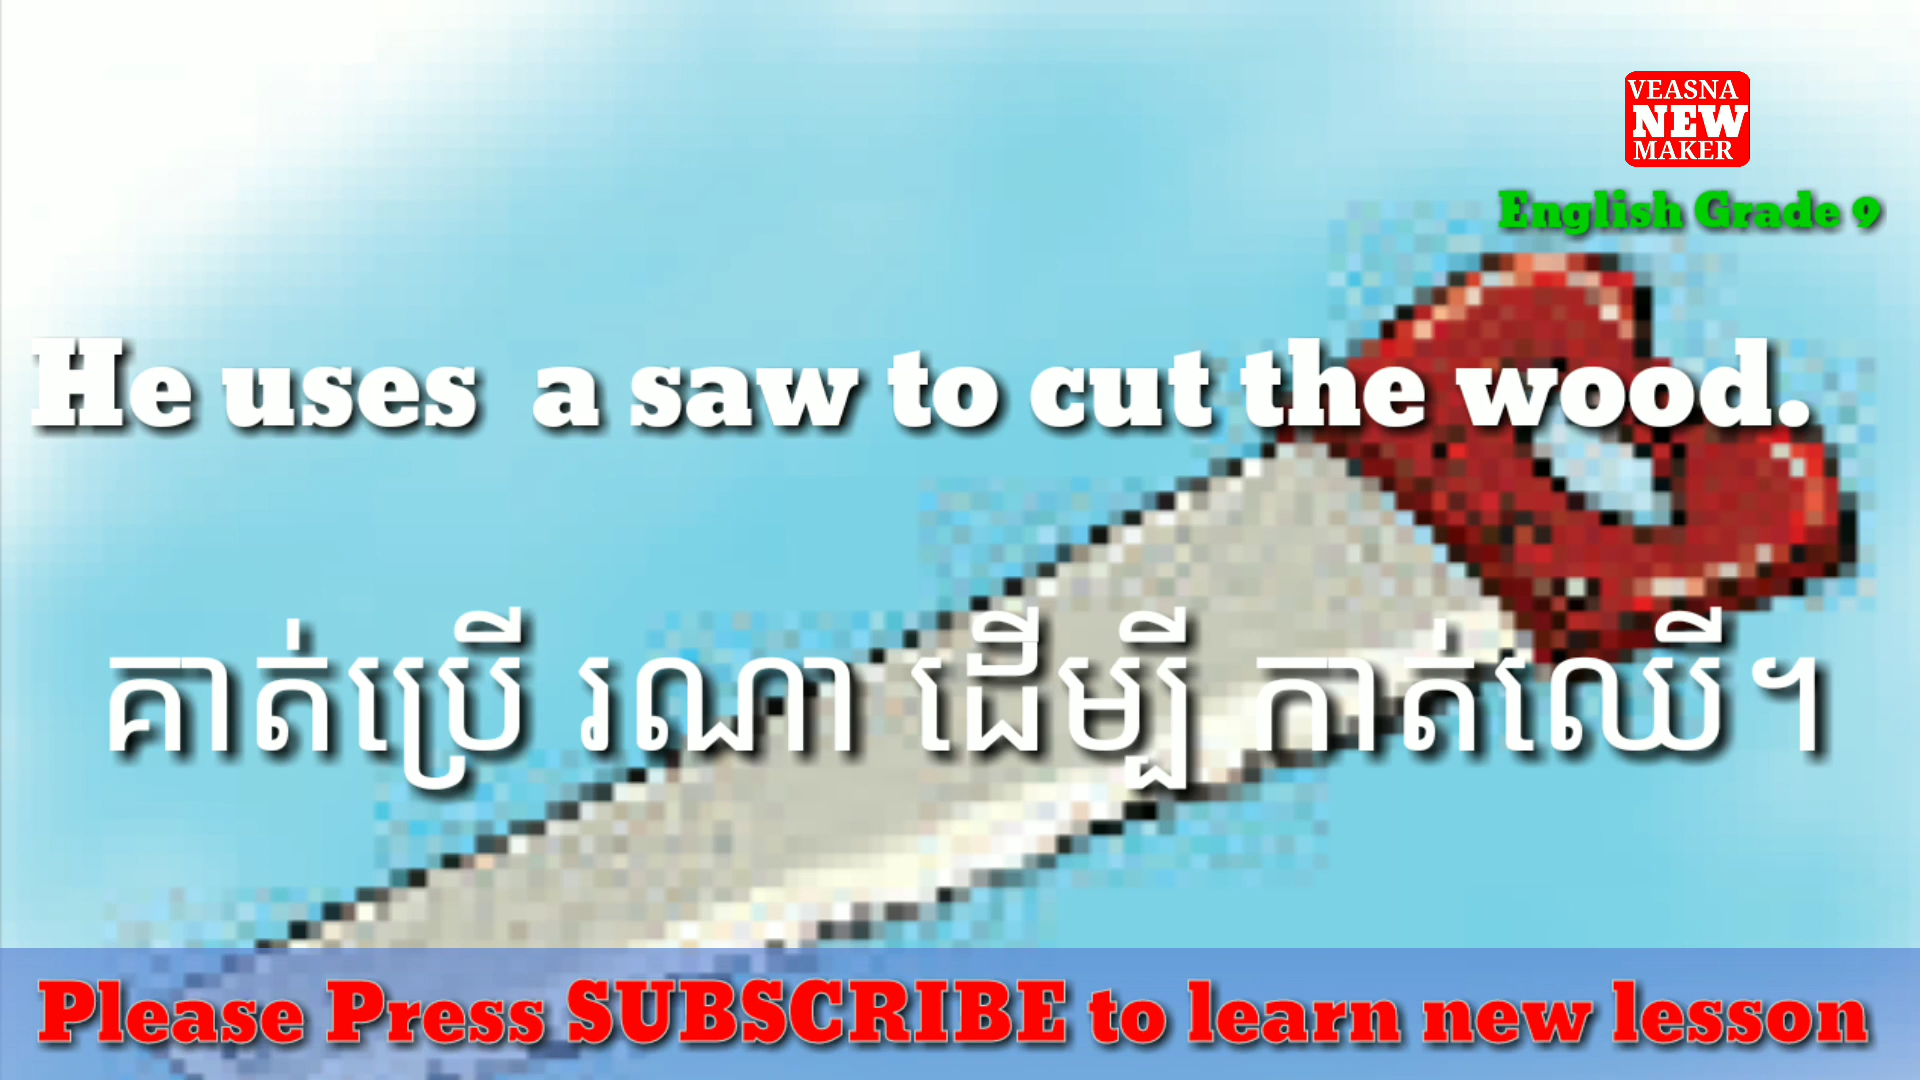 VEASNA
NEW
MAKER
English Grade 9
He uses a saw to cut the wood.
គាត់ប្រើ រណា ដើម្បី កាត់ឈើ។
Please Press SUBSCRIBE to learn new lesson